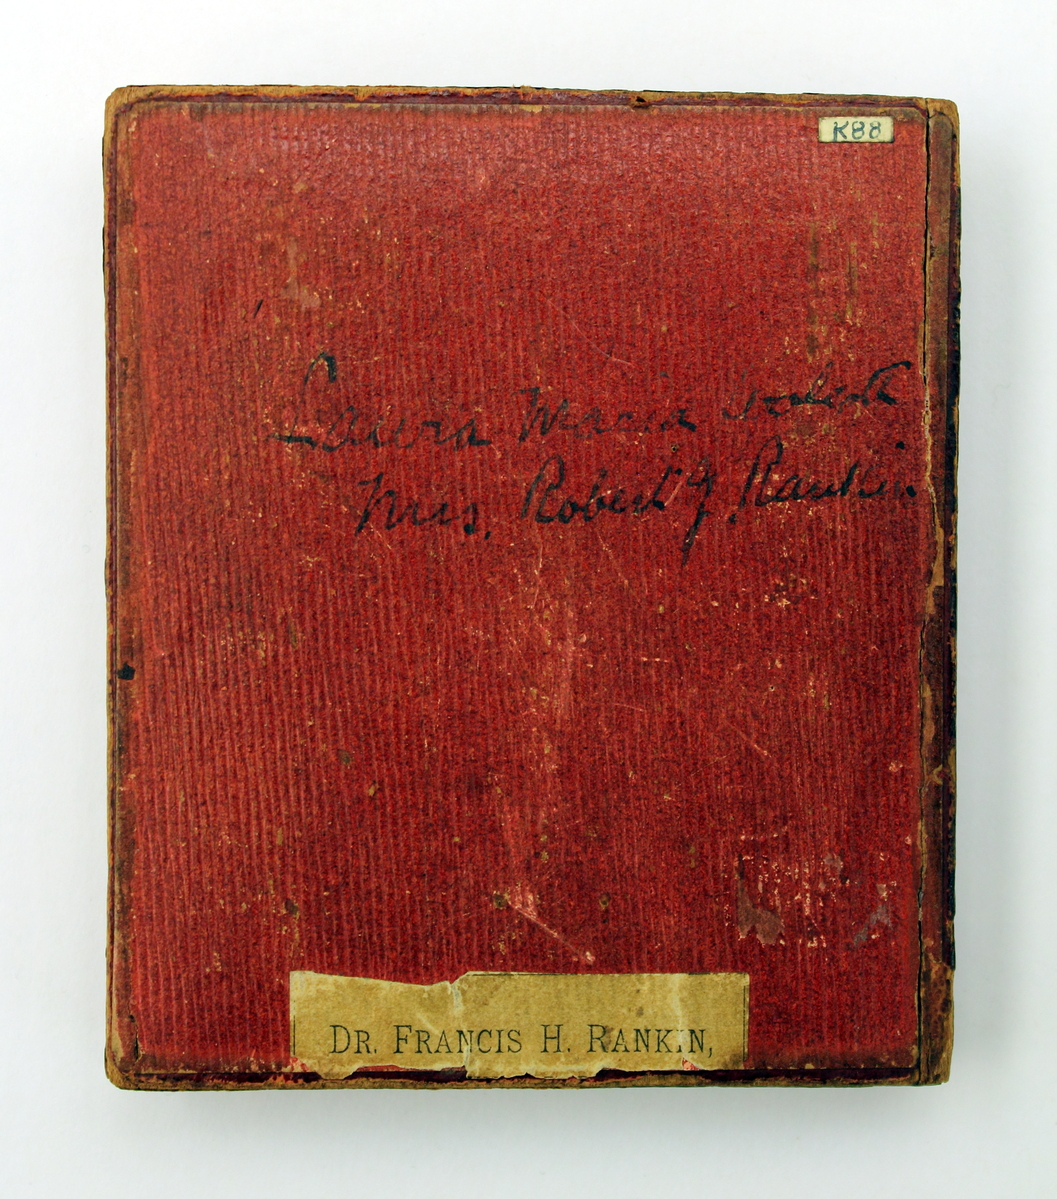 K88
Laura Maria
Mrs. Robert G. Rankin.
DR. FRANCIS H. RANKIN,